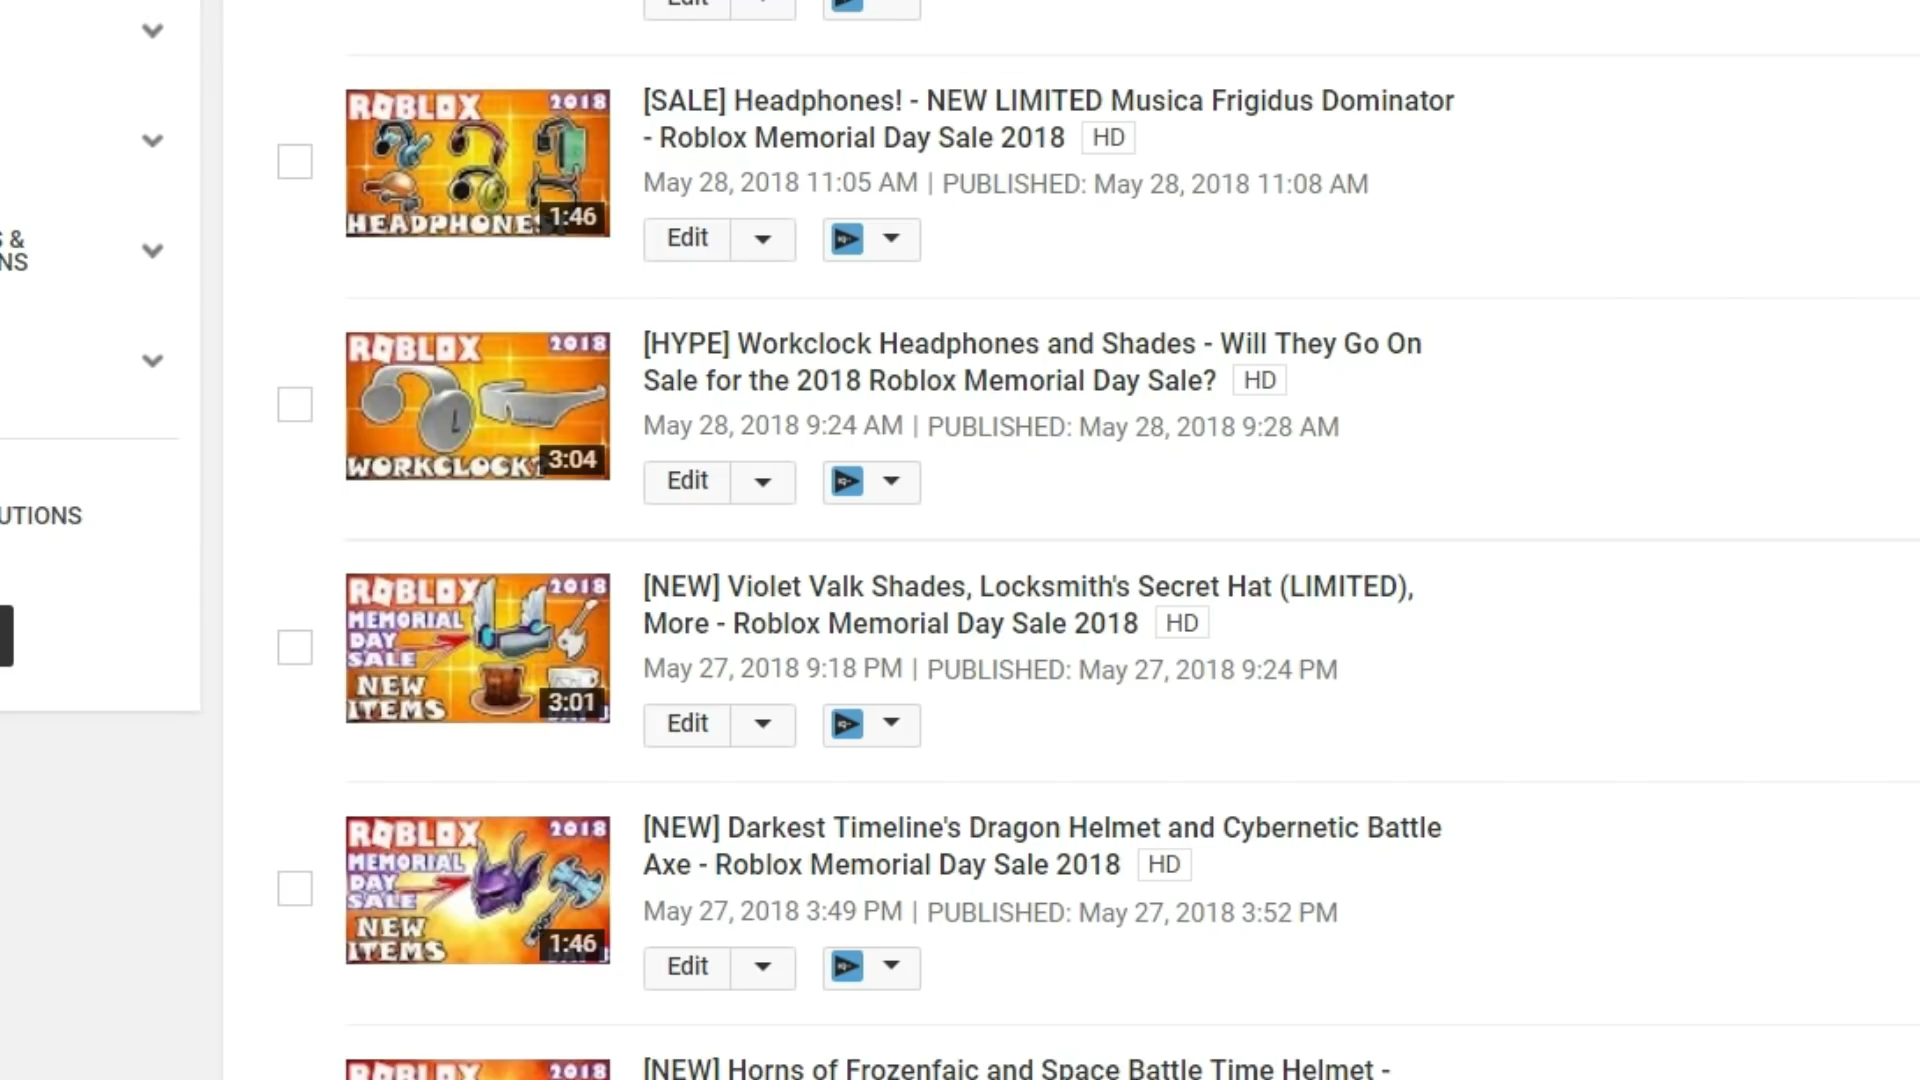 Edit
ROBLOX 2018
HEADPHONES
1:46
[SALE] Headphones! - NEW LIMITED Musica Frigidus Dominator
- Roblox Memorial Day Sale 2018 HD
May 28, 2018 11:05 AM | PUBLISHED: May 28, 2018 11:08 AM
Edit
S &
NS
ROBLOX 2018
WORKCLOCK?
3:04
[HYPE] Workclock Headphones and Shades - Will They Go On
Sale for the 2018 Roblox Memorial Day Sale? HD
May 28, 2018 9:24 AM | PUBLISHED: May 28, 2018 9:28 AM
Edit
UTIONS
ROBLOX 2018
MEMORIAL
DAY
SALE
NEW
ITEMS
3:01
[NEW] Violet Valk Shades, Locksmith's Secret Hat (LIMITED),
More - Roblox Memorial Day Sale 2018 HD
May 27, 2018 9:18 PM | PUBLISHED: May 27, 2018 9:24 PM
Edit
ROBLOX 2018
MEMORIAL
DAY
SALE
NEW
ITEMS
1:46
[NEW] Darkest Timeline's Dragon Helmet and Cybernetic Battle
Axe - Roblox Memorial Day Sale 2018 HD
May 27, 2018 3:49 PM | PUBLISHED: May 27, 2018 3:52 PM
Edit
ROBLOX 2018
[NEW] Horns of Frozenfaic and Space Battle Time Helmet -